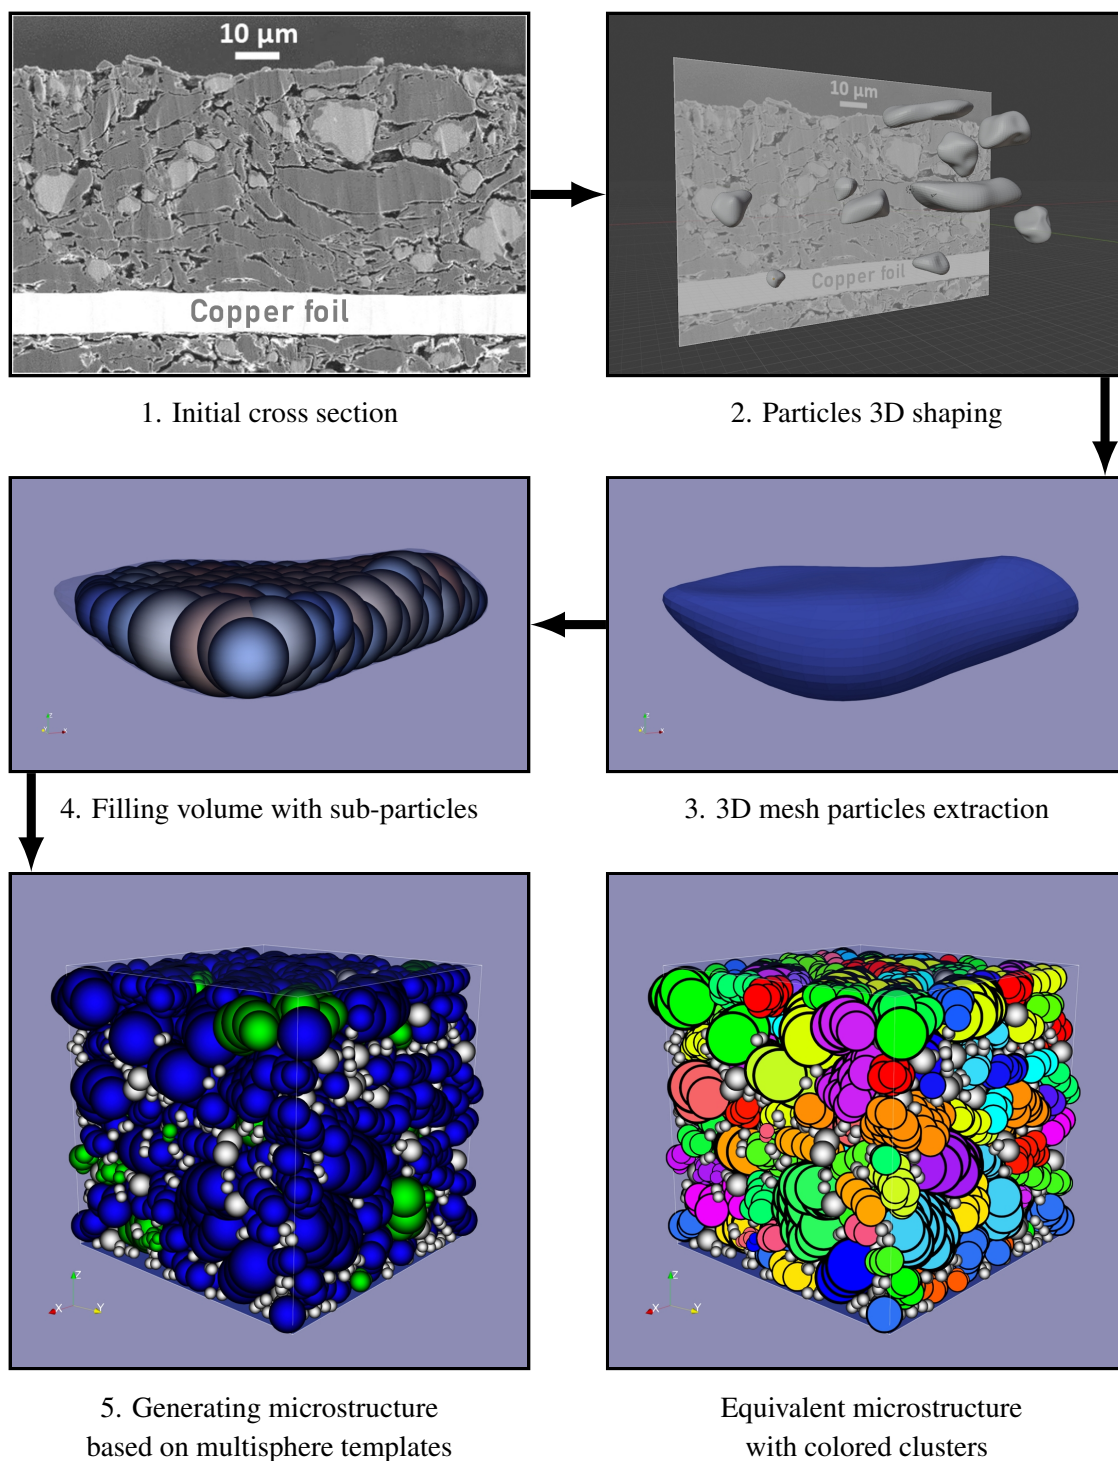 10 μm
Copper foil
1. Initial cross section
10 μm
Copper foil
2. Particles 3D shaping
4. Filling volume with sub-particles
3. 3D mesh particles extraction
Z
X
Y
5. Generating microstructure
based on multisphere templates
Z
X
Y
Equivalent microstructure
with colored clusters